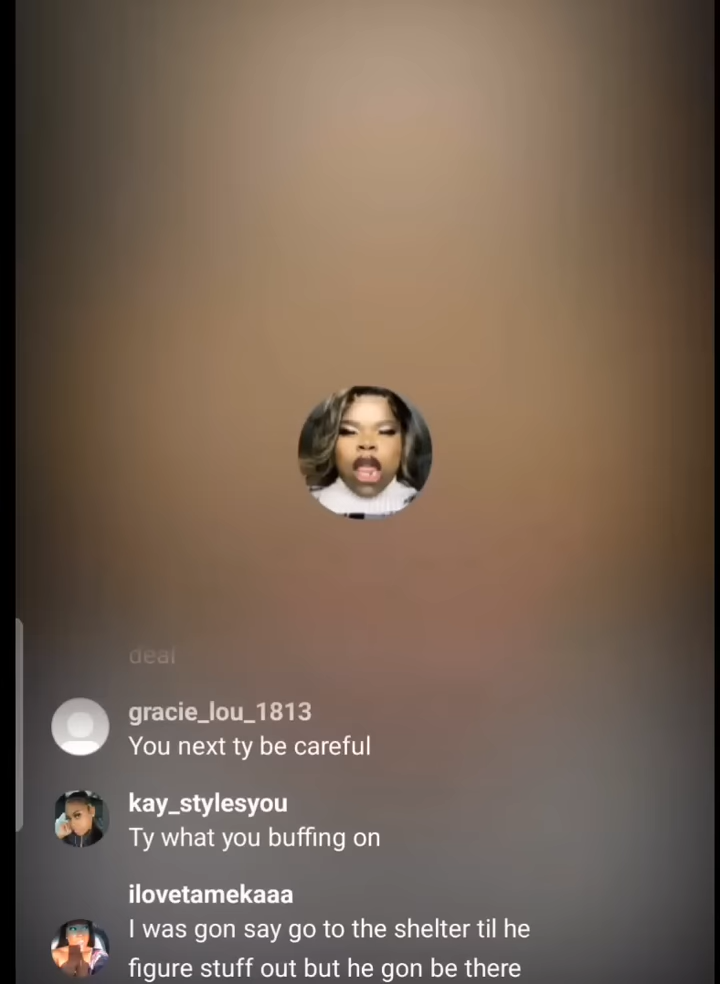 deal
gracie_lou_1813
You next ty be careful
kay_stylesyou
Ty what you buffing on
ilovetamekaaa
I was gon say go to the shelter til he
figure stuff out but he gon be there